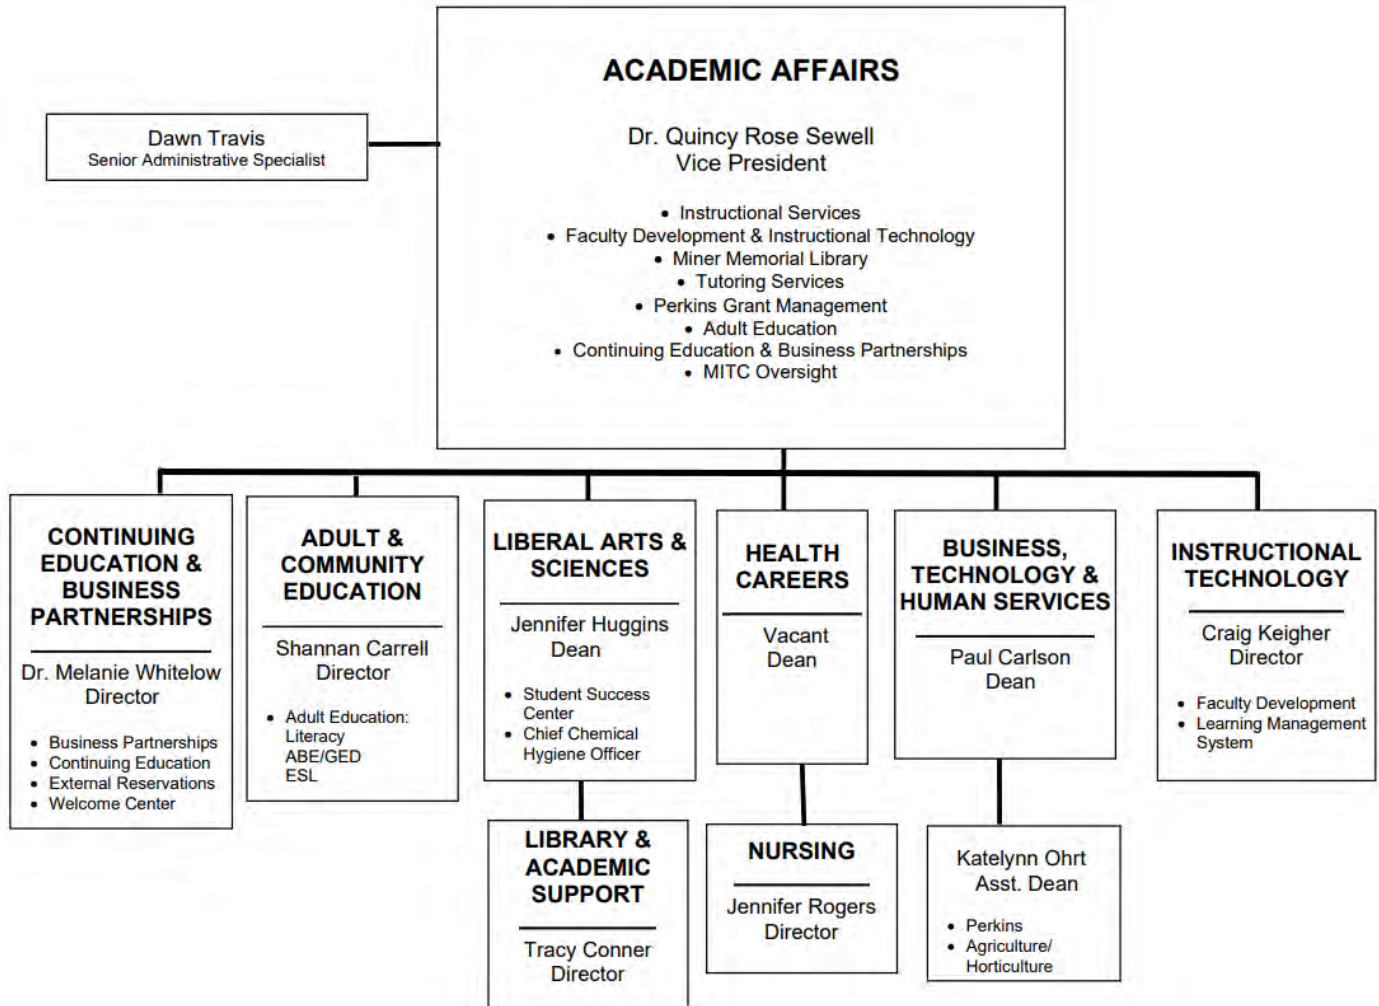 ACADEMIC AFFAIRS
Dr. Quincy Rose Sewell
Vice President
• Instructional Services
• Faculty Development & Instructional Technology
• Miner Memorial Library
• Tutoring Services
• Perkins Grant Management
• Adult Education
• Continuing Education & Business Partnerships
• MITC Oversight
Dawn Travis
Senior Administrative Specialist
CONTINUING
EDUCATION &
BUSINESS
PARTNERSHIPS
Dr. Melanie Whitelow
Director
• Business Partnerships
• Continuing Education
• External Reservations
• Welcome Center
ADULT &
COMMUNITY
EDUCATION
Shannan Carrell
Director
• Adult Education:
Literacy
ABE/GED
ESL
LIBERAL ARTS &
SCIENCES
Jennifer Huggins
Dean
• Student Success
Center
• Chief Chemical
Hygiene Officer
HEALTH
CAREERS
Vacant
Dean
BUSINESS,
TECHNOLOGY &
HUMAN SERVICES
Paul Carlson
Dean
INSTRUCTIONAL
TECHNOLOGY
Craig Keigher
Director
• Faculty Development
• Learning Management
System
LIBRARY &
ACADEMIC
SUPPORT
Tracy Conner
Director
NURSING
Jennifer Rogers
Director
Katelynn Ohrt
Asst. Dean
• Perkins
• Agriculture/
Horticulture